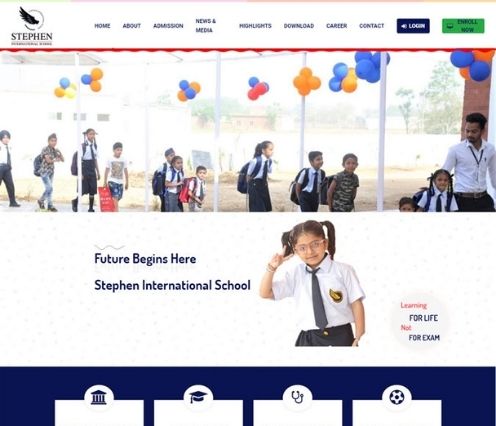 STEPHEN
INTERNATIONAL SCHOOL
HOME
ABOUT
ADMISSION
NEWS &
MEDIA
HIGHLIGHTS
DOWNLOAD
CAREER
CONTACT
LOGIN
ENROLL
NOW
Future Begins Here
Stephen International School
Learning
FOR LIFE
Not
FOR EXAM